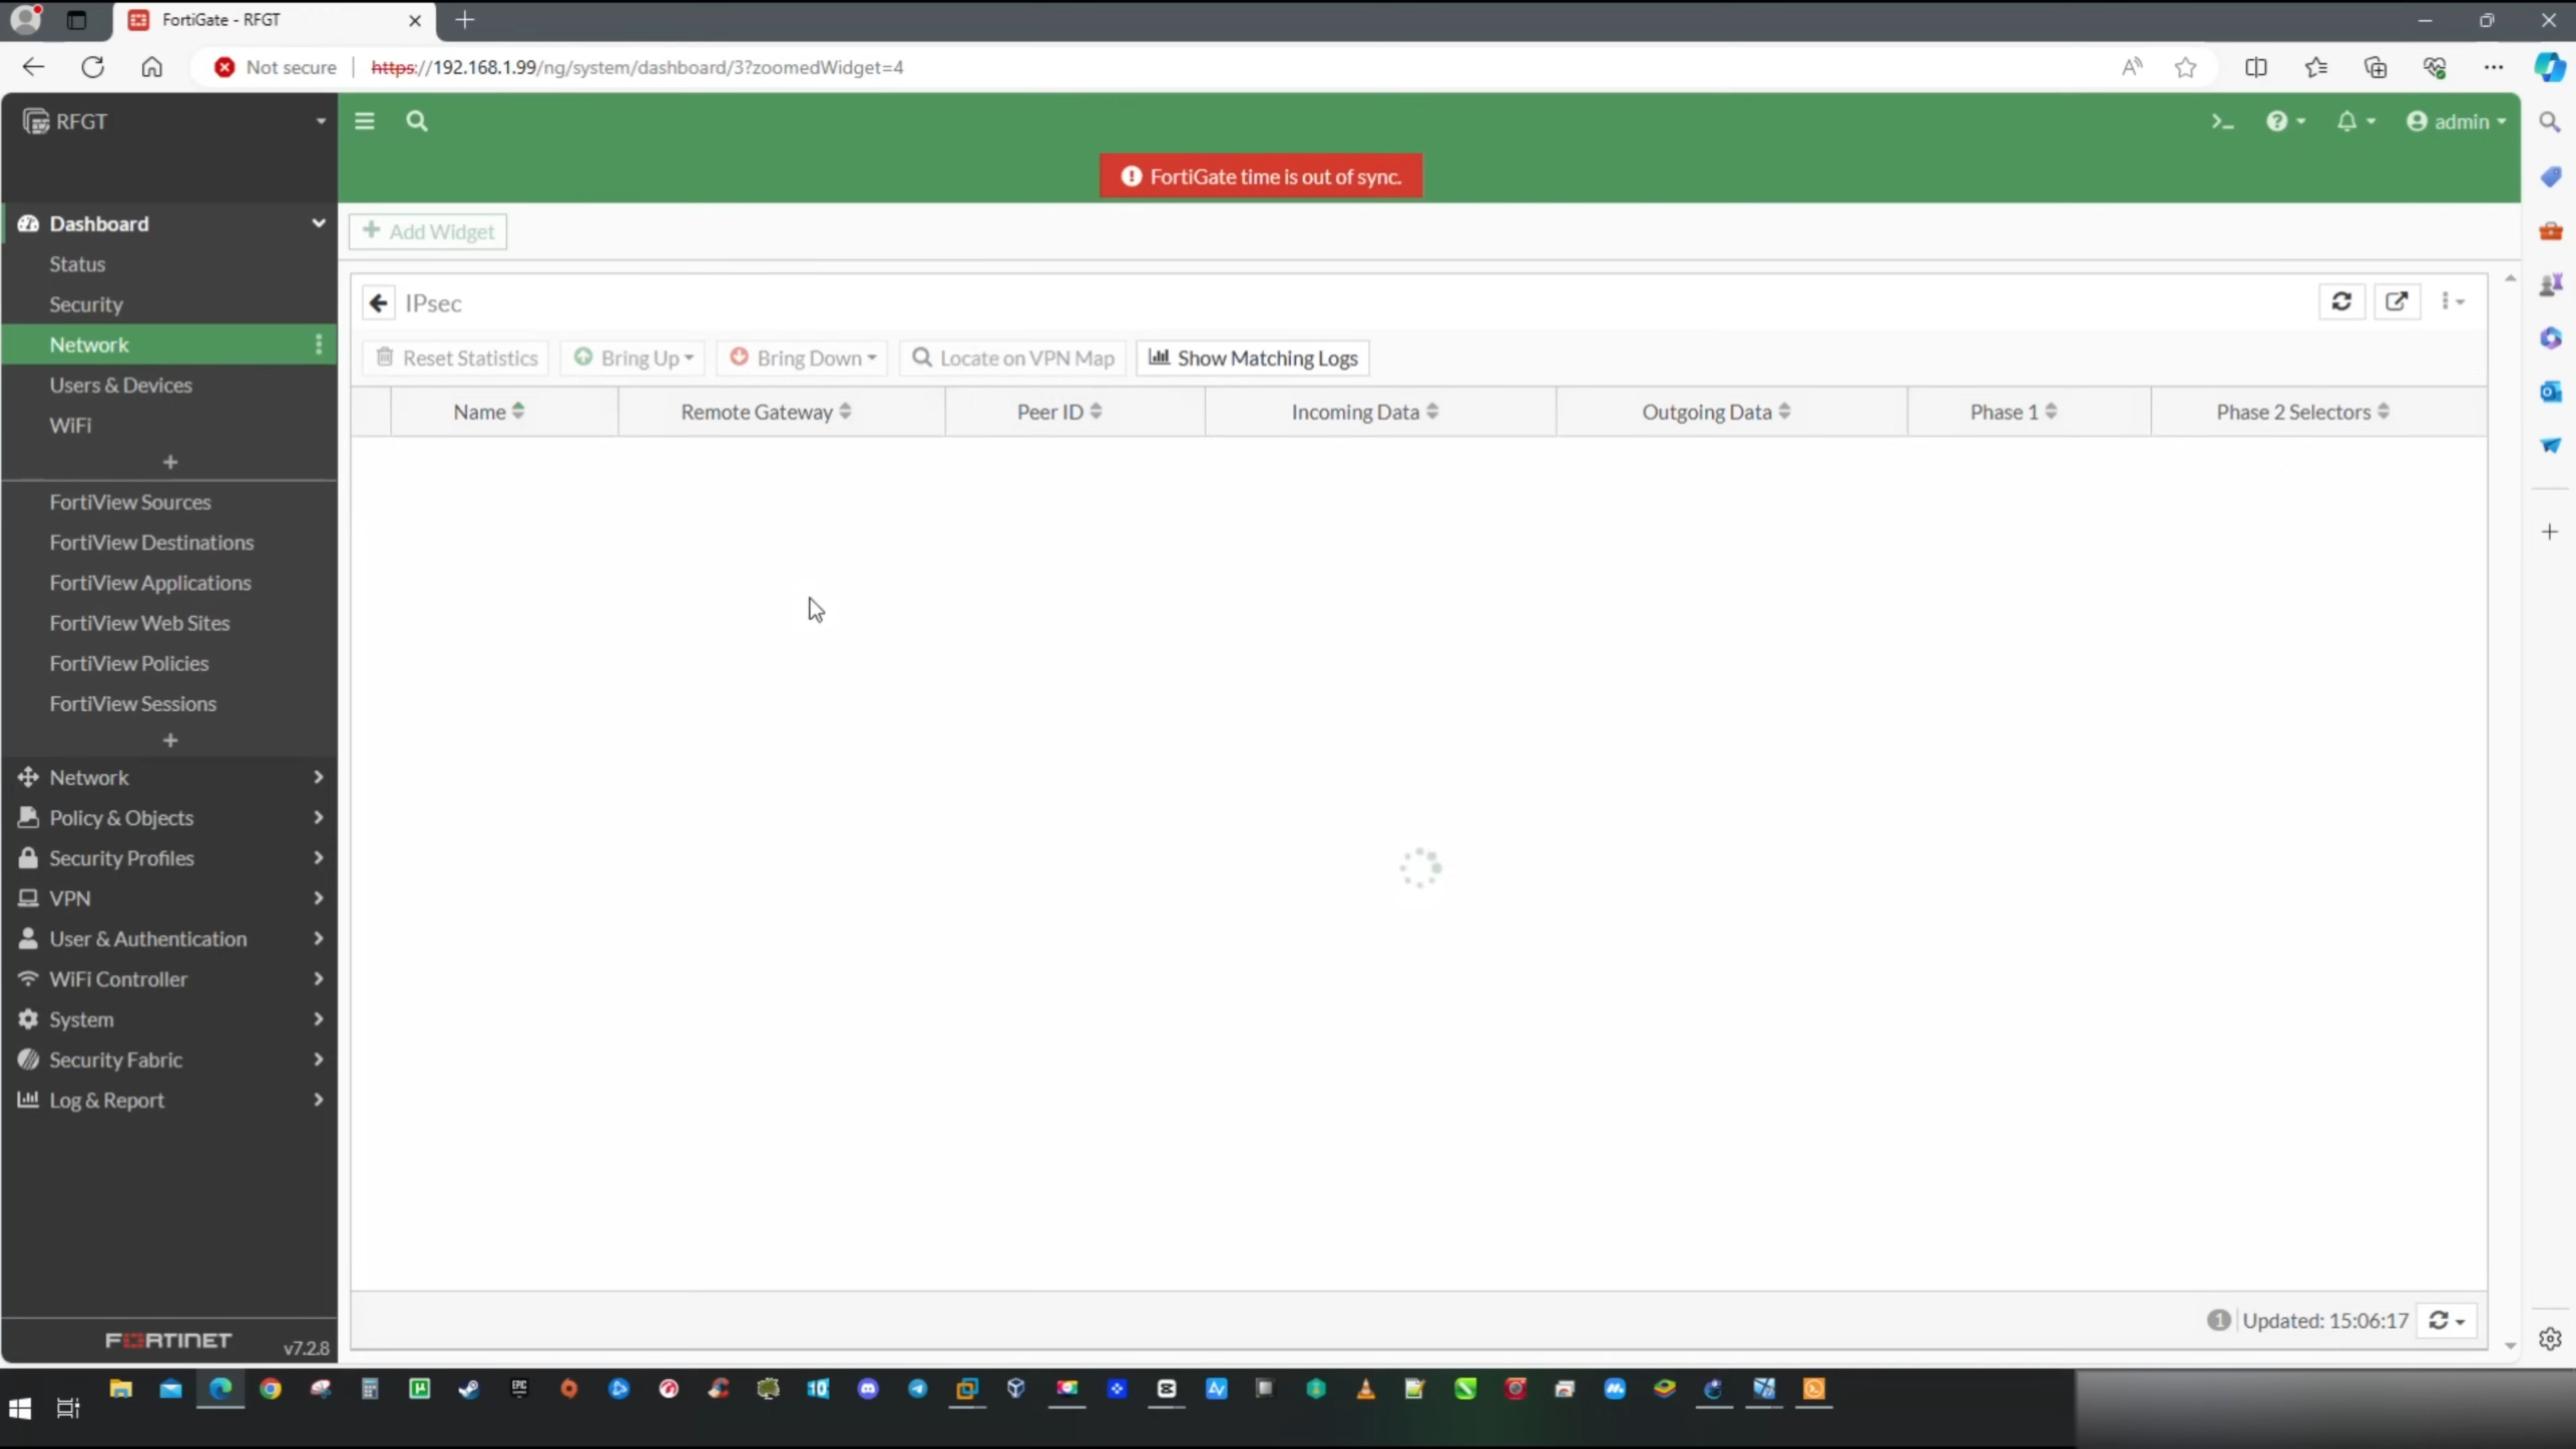 FortiGate - RFGT
Not secure
https://192.168.1.99/ng/system/dashboard/3?zoomedWidget=4
RFGT
>_
admin
FortiGate time is out of sync.
Dashboard
Status
Security
Network
Users & Devices
WiFi
+
FortiView Sources
FortiView Destinations
FortiView Applications
FortiView Web Sites
FortiView Policies
FortiView Sessions
+
Network
Policy & Objects
Security Profiles
VPN
User & Authentication
WiFi Controller
System
Security Fabric
Log & Report
FORTINET
v7.2.8
+ Add Widget
IPsec
Reset Statistics
Bring Up
Bring Down
Locate on VPN Map
Show Matching Logs
Name
Remote Gateway
Peer ID
Incoming Data
Outgoing Data
Phase 1
Phase 2 Selectors
1
Updated: 15:06:17
EPIC